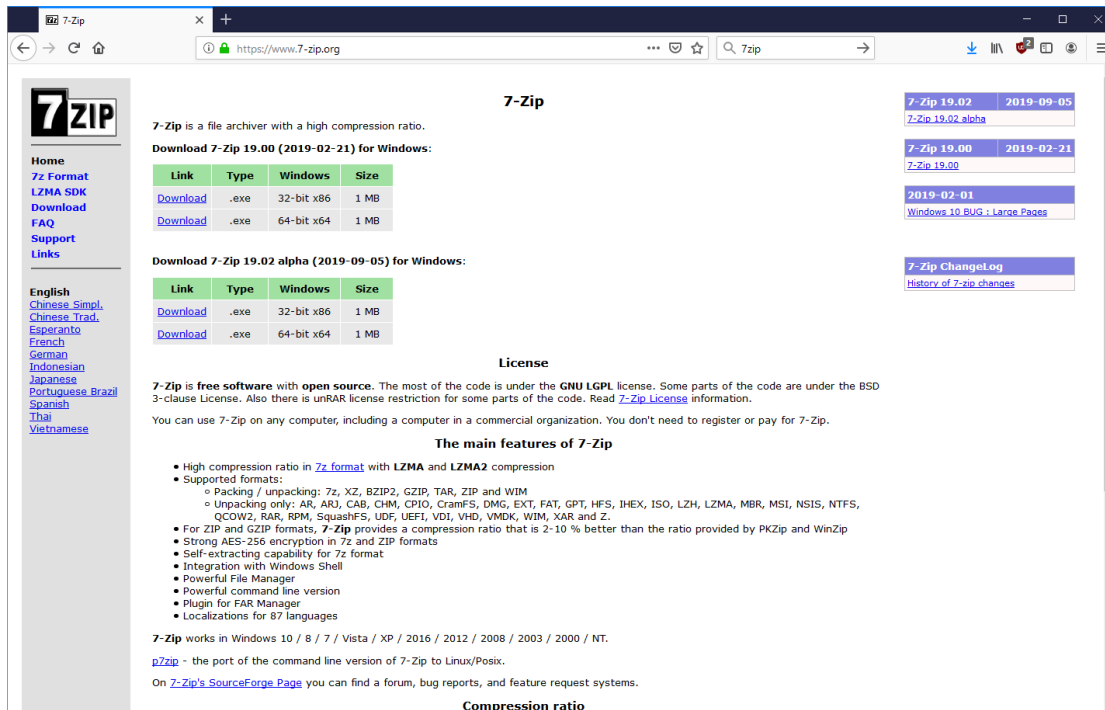 7-Zip
https://www.7-zip.org
7zip
2
7ZIP
Home
7z Format
LZMA SDK
Download
FAQ
Support
Links
English
Chinese Simpl.
Chinese Trad.
Esperanto
French
German
Indonesian
Japanese
Portuguese Brazil
Spanish
Thai
Vietnamese
7-Zip
7-Zip is a file archiver with a high compression ratio.
Download 7-Zip 19.00 (2019-02-21) for Windows:
Link Type Windows Size
Download .exe 32-bit x86 1 MB
Download .exe 64-bit x64 1 MB
Download 7-Zip 19.02 alpha (2019-09-05) for Windows:
Link Type Windows Size
Download .exe 32-bit x86 1 MB
Download .exe 64-bit x64 1 MB
License
7-Zip is free software with open source. The most of the code is under the GNU LGPL license. Some parts of the code are under the BSD
3-clause License. Also there is unRAR license restriction for some parts of the code. Read 7-Zip License information.
You can use 7-Zip on any computer, including a computer in a commercial organization. You don't need to register or pay for 7-Zip.
The main features of 7-Zip
High compression ratio in 7z format with LZMA and LZMA2 compression
Supported formats:
Packing / unpacking: 7z, XZ, BZIP2, GZIP, TAR, ZIP and WIM
Unpacking only: AR, ARJ, CAB, CHM, CPIO, CramFS, DMG, EXT, FAT, GPT, HFS, IHEX, ISO, LZH, LZMA, MBR, MSI, NSIS, NTFS,
QCOW2, RAR, RPM, SquashFS, UDF, UEFI, VDI, VHD, VMDK, WIM, XAR and Z.
For ZIP and GZIP formats, 7-Zip provides a compression ratio that is 2-10 % better than the ratio provided by PKZip and WinZip
Strong AES-256 encryption in 7z and ZIP formats
Self-extracting capability for 7z format
Integration with Windows Shell
Powerful File Manager
Powerful command line version
Plugin for FAR Manager
Localizations for 87 languages
7-Zip works in Windows 10 / 8 / 7 / Vista / XP / 2016 / 2012 / 2008 / 2003 / 2000 / NT.
p7zip - the port of the command line version of 7-Zip to Linux/Posix.
On 7-Zip's SourceForge Page you can find a forum, bug reports, and feature request systems.
Compression ratio
7-Zip 19.02 2019-09-05
7-Zip 19.02 alpha
7-Zip 19.00 2019-02-21
7-Zip 19.00
2019-02-01
Windows 10 BUG : Large Pages
7-Zip ChangeLog
History of 7-zip changes